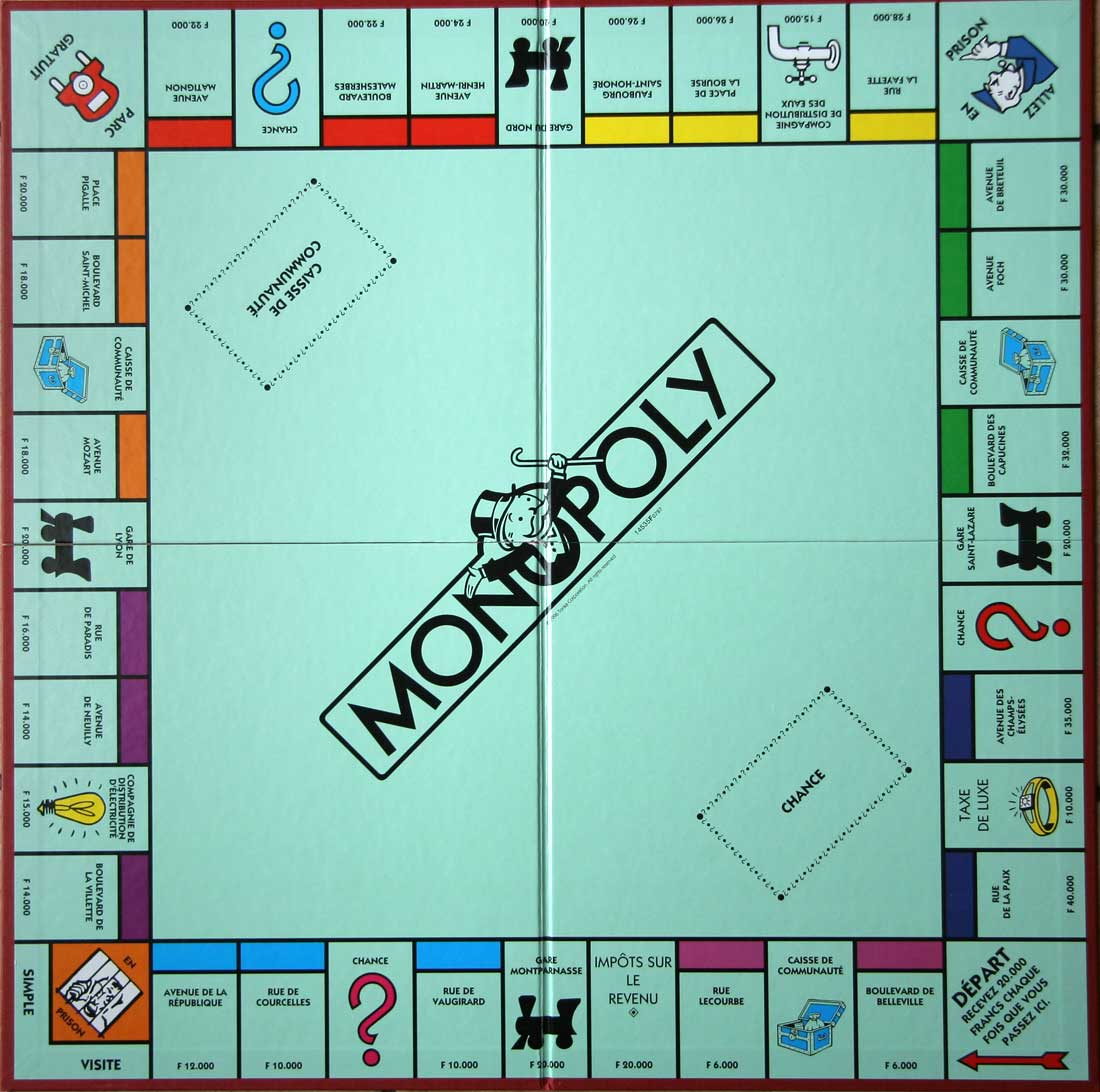 PARC
GRATUIT
AVENUE
MATIGNON
F 22.000
CHANCE
BOULEVARD
MALESHERBES
F 22.000
AVENUE
HENRI-MARTIN
F 24.000
GARE DU NORD
F 20.000
FAUBOURG
SAINT-HONORÉ
F 26.000
PLACE DE
LA BOURSE
F 26.000
COMPAGNIE
DE DISTRIBUTION
DES EAUX
F 15.000
RUE
LA FAYETTE
F 28.000
ALLEZ
EN
PRISON
AVENUE
DE BRETEUIL
F 30.000
AVENUE
FOCH
F 30.000
CAISSE DE
COMMUNAUTÉ
BOULEVARD DES
CAPUCINES
F 32.000
GARE
SAINT-LAZARE
F 20.000
CHANCE
AVENUE DES
CHAMPS-
ÉLYSÉES
F 35.000
TAXE
DE LUXE
F 10.000
RUE
DE LA PAIX
F 40.000
DÉPART
RECEVEZ 20.000
FRANCS CHAQUE
FOIS QUE VOUS
PASSEZ ICI.
BOULEVARD DE
BELLEVILLE
F 6.000
CAISSE DE
COMMUNAUTÉ
RUE
LECOURBE
F 6.000
IMPÔTS SUR
LE
REVENU
F 20.000
GARE
MONTPARNASSE
F 20.000
RUE DE
VAUGIRARD
F 10.000
CHANCE
RUE DE
COURCELLES
F 10.000
AVENUE DE LA
RÉPUBLIQUE
F 12.000
EN
PRISON
SIMPLE
VISITE
BOULEVARD DE
LA VILLETTE
F 14.000
COMPAGNIE DE
DISTRIBUTION
D'ÉLECTRICITÉ
F 15.000
AVENUE
DE NEUILLY
F 14.000
RUE
DE PARADIS
F 16.000
GARE DE
LYON
F 20.000
AVENUE
MOZART
F 18.000
CAISSE DE
COMMUNAUTÉ
BOULEVARD
SAINT-MICHEL
F 18.000
PLACE
PIGALLE
F 20.000
CAISSE DE
COMMUNAUTÉ
MONOPOLY
CHANCE